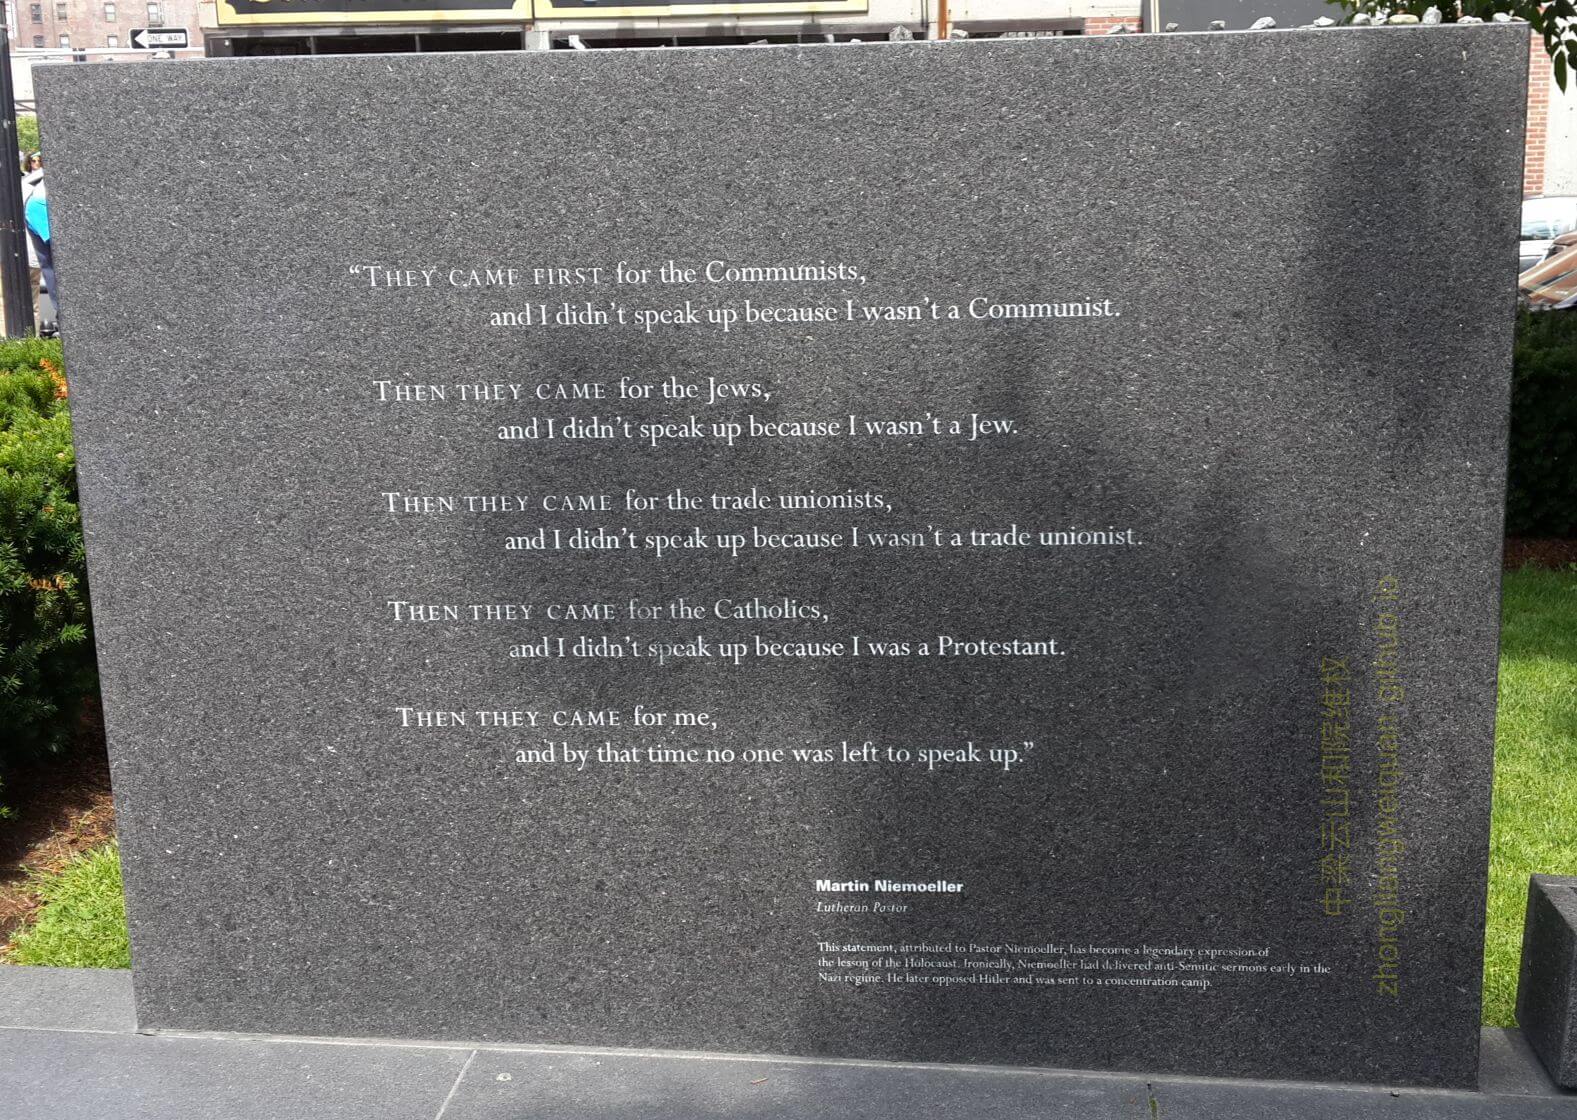 ONE WAY
“THEY CAME FIRST for the Communists,
and I didn’t speak up because I wasn’t a Communist.
THEN THEY CAME for the Jews,
and I didn’t speak up because I wasn’t a Jew.
THEN THEY CAME for the trade unionists,
and I didn’t speak up because I wasn’t a trade unionist.
THEN THEY CAME for the Catholics,
and I didn’t speak up because I was a Protestant.
THEN THEY CAME for me,
and by that time no one was left to speak up.”
Martin Niemoeller
Lutheran Pastor
This statement, attributed to Pastor Niemoeller, has become a legendary expression of
the lesson of the Holocaust. Ironically, Niemoeller had delivered anti-Semitic sermons early in the
Nazi regime. He later opposed Hitler and was sent to a concentration camp.
中梁云山和院维权
zhongliangweiquan.github.io